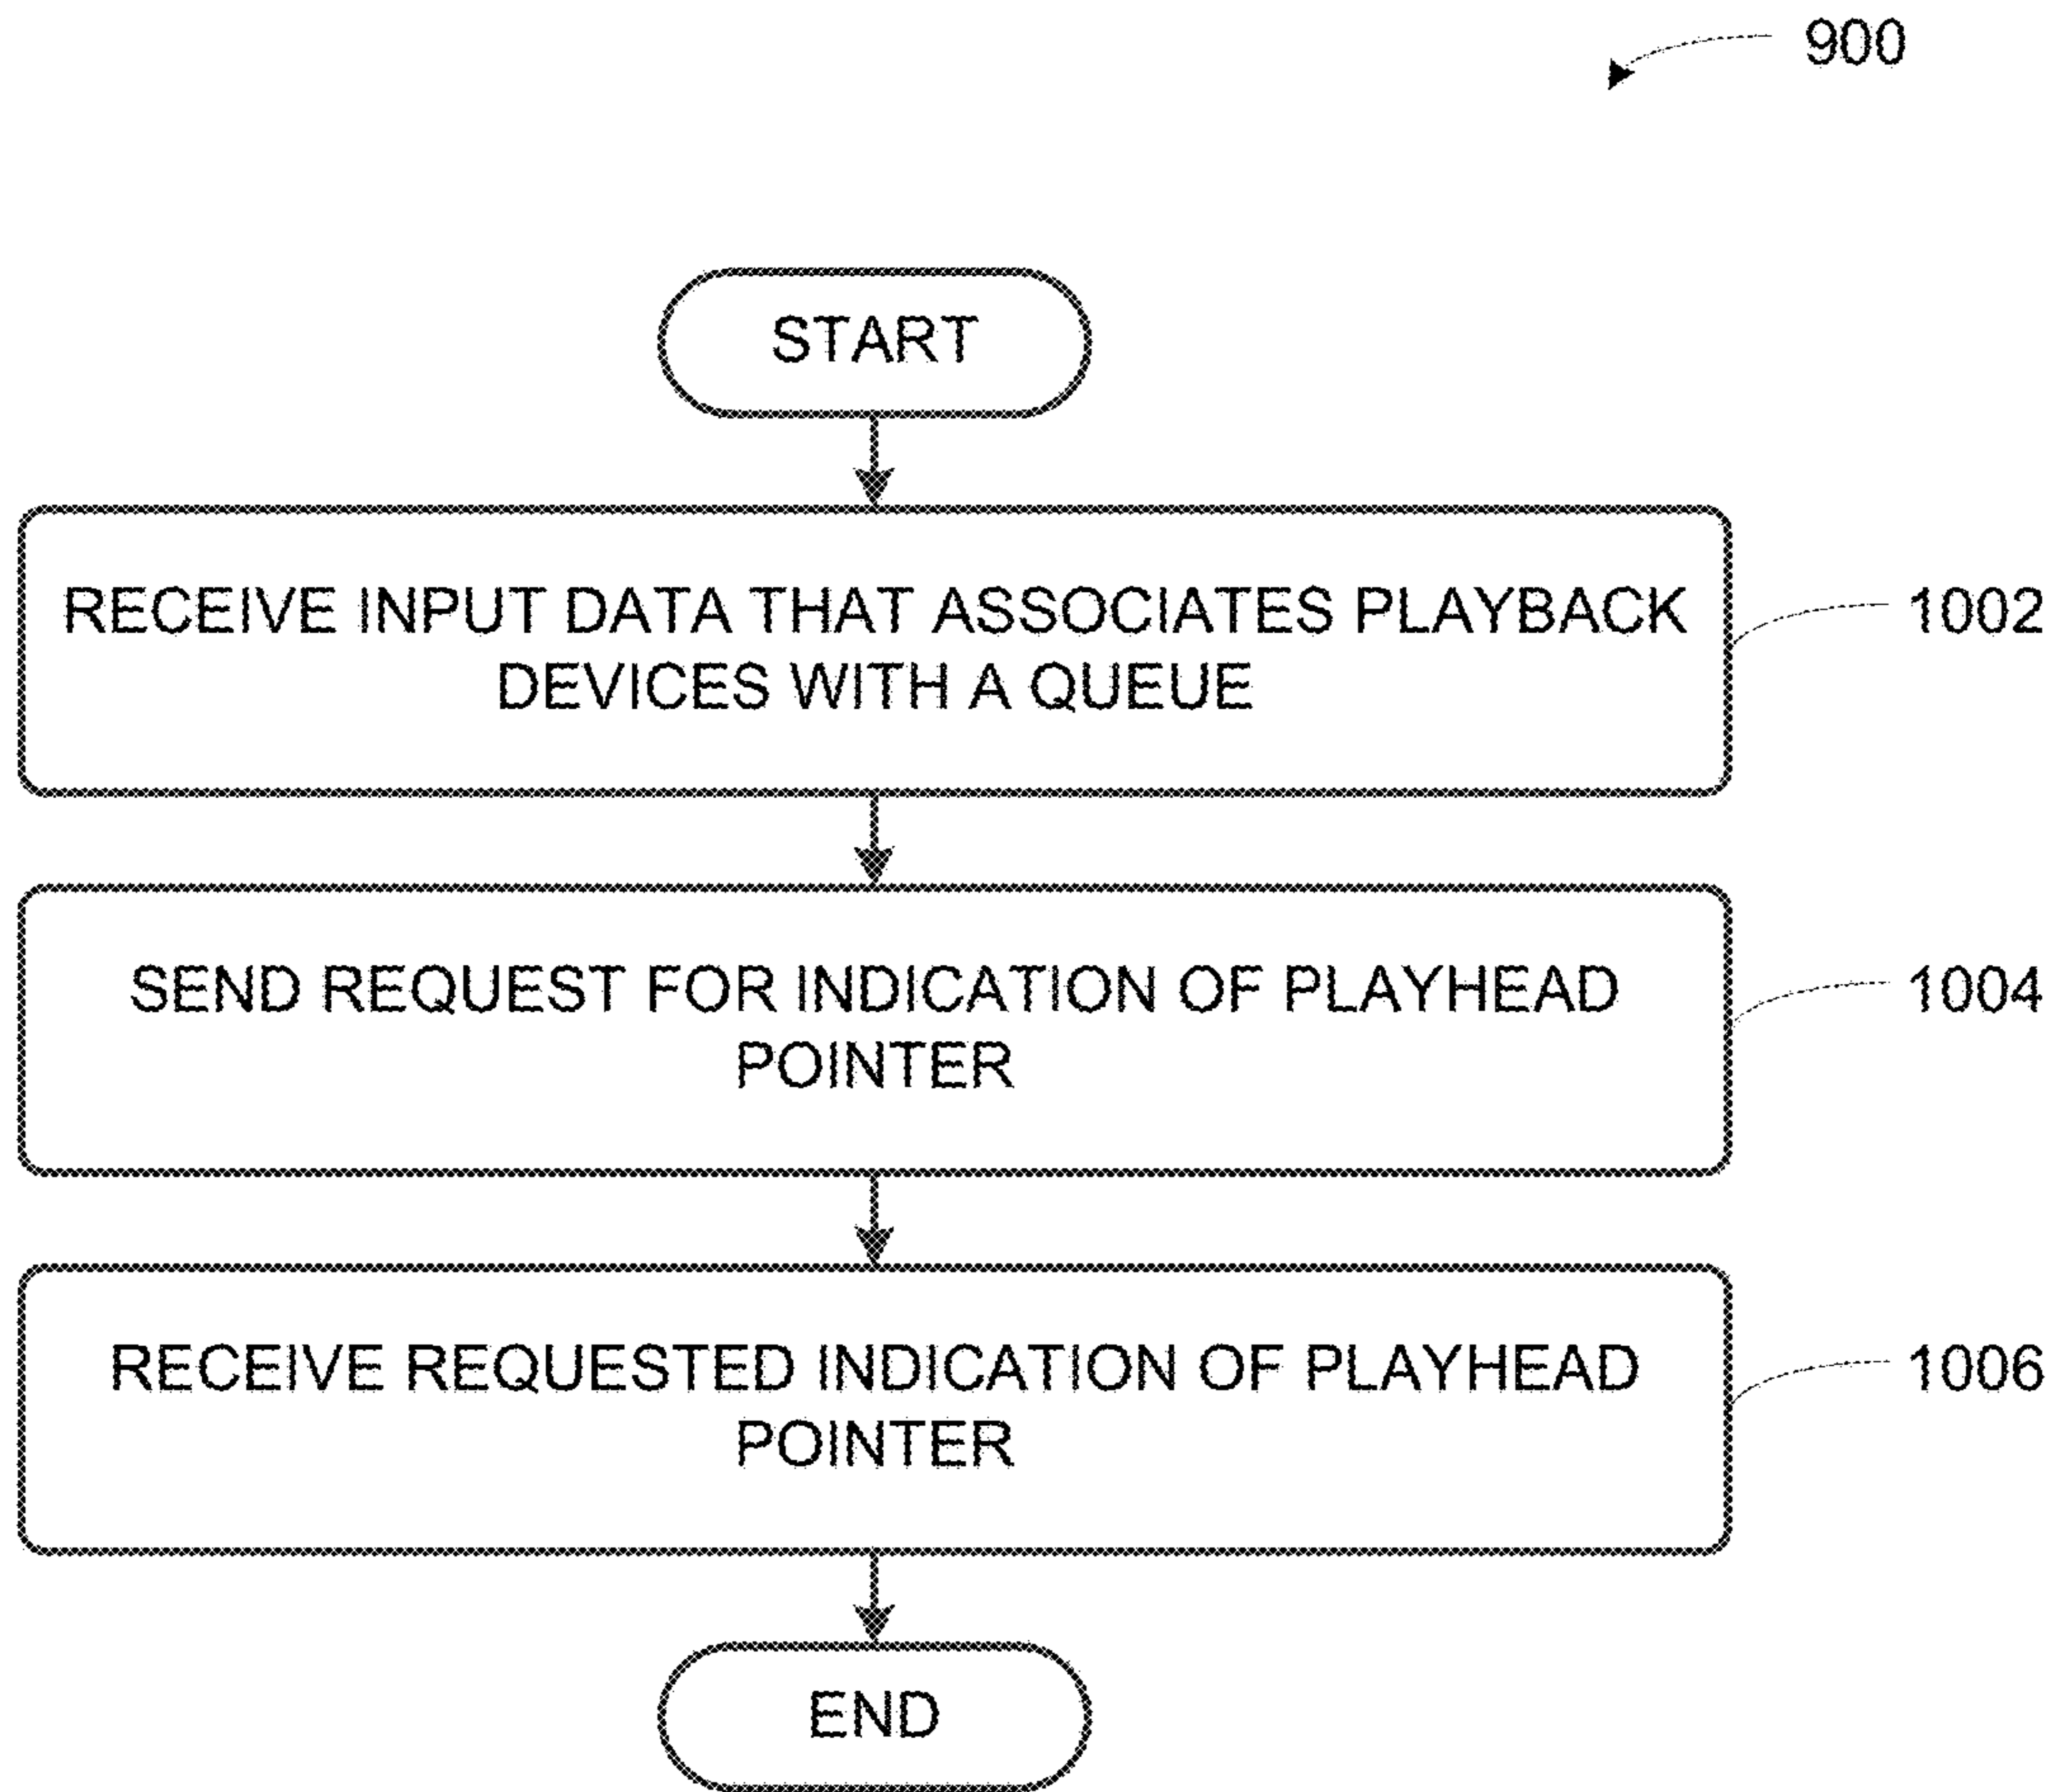 900
START
RECEIVE INPUT DATA THAT ASSOCIATES PLAYBACK
DEVICES WITH A QUEUE
1002
SEND REQUEST FOR INDICATION OF PLAYHEAD
POINTER
1004
RECEIVE REQUESTED INDICATION OF PLAYHEAD
POINTER
1006
END